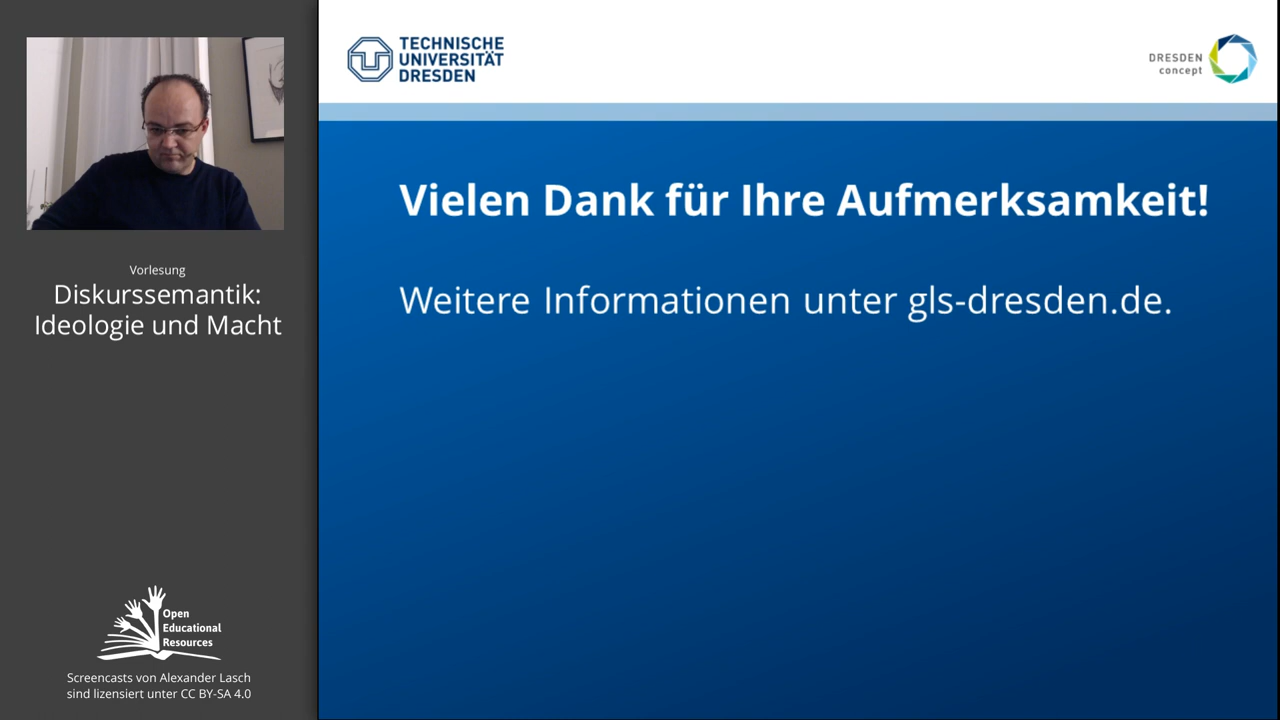 Vorlesung
Diskurssemantik:
Ideologie und Macht
Open
Educational
Resources
Screencasts von Alexander Lasch
sind lizensiert unter CC BY-SA 4.0
TECHNISCHE
UNIVERSITÄT
DRESDEN
DRESDEN
concept
Vielen Dank für Ihre Aufmerksamkeit!
Weitere Informationen unter gls-dresden.de.